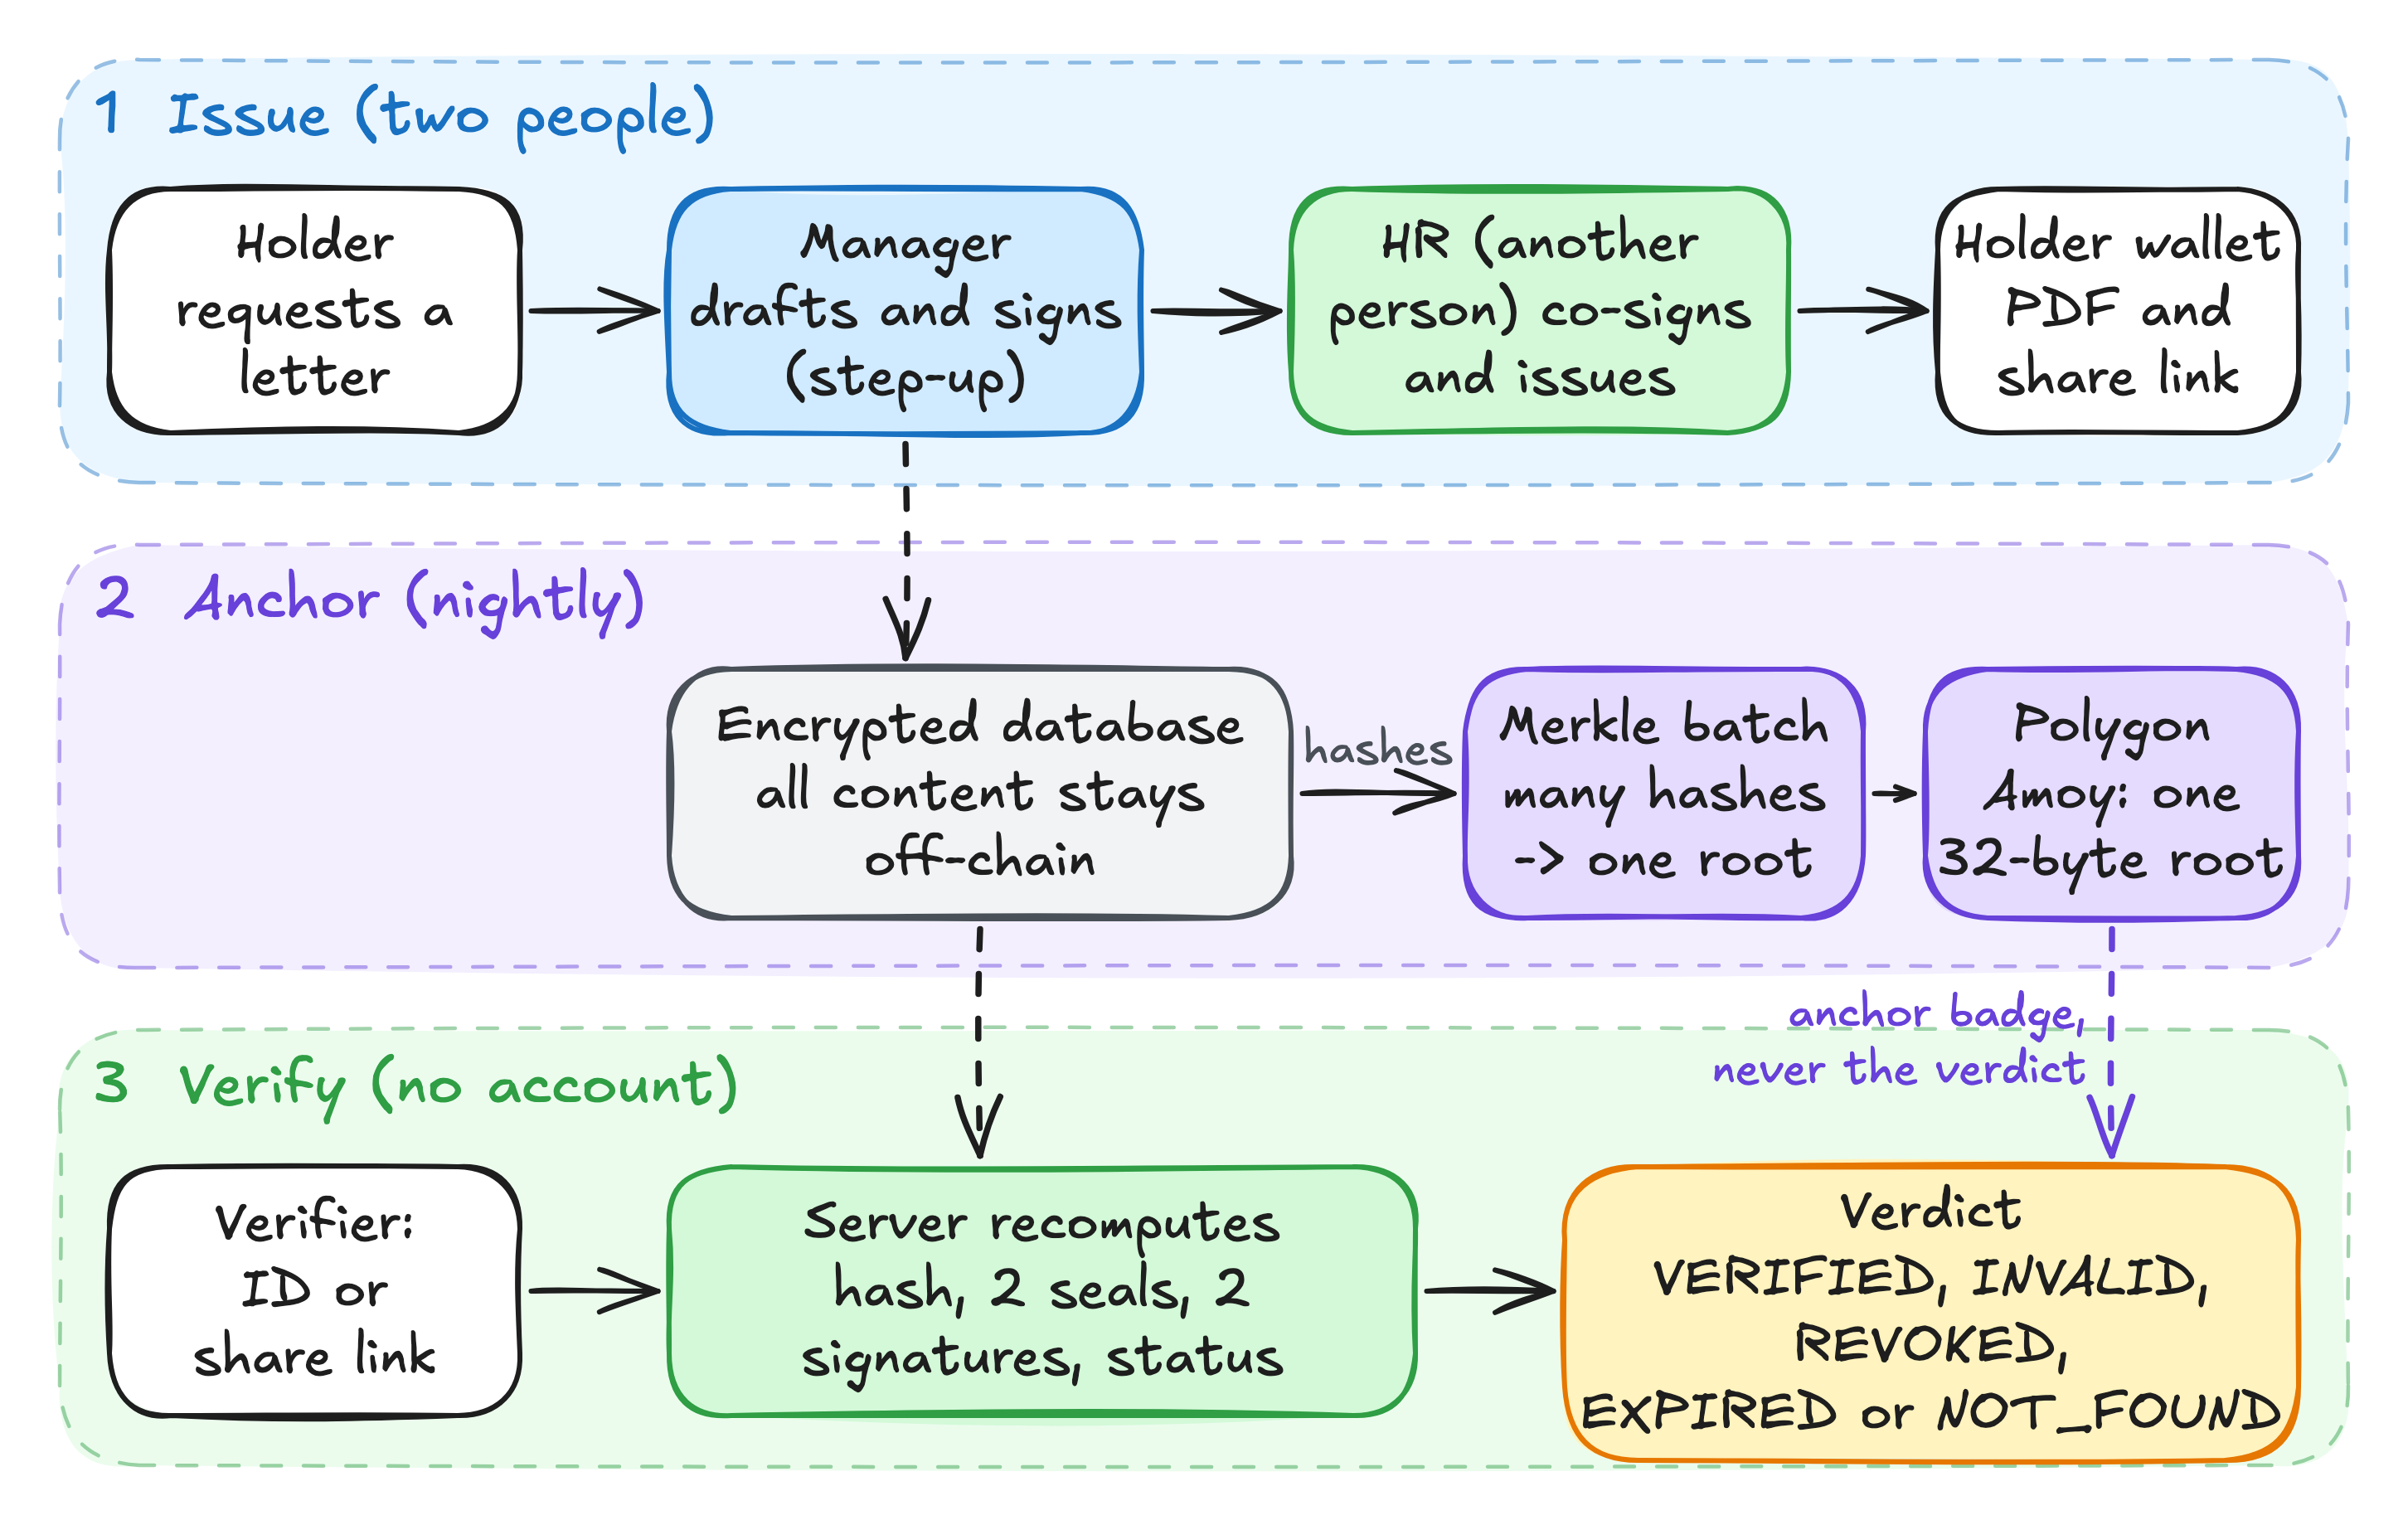 1 Issue (two people)
Holder
requests a
letter
Manager
drafts and signs
(step-up)
HR (another
person) co-signs
and issues
Holder wallet
PDF and
share link
2 Anchor (nightly)
Encrypted database
all content stays
off-chain
hashes
Merkle batch
many hashes
-> one root
Polygon
Amoy: one
32-byte root
anchor badge,
never the verdict
3 Verify (no account)
Verifier:
ID or
share link
Server recomputes
hash, 2 seals, 2
signatures, status
Verdict
VERIFIED, INVALID,
REVOKED,
EXPIRED or NOT_FOUND